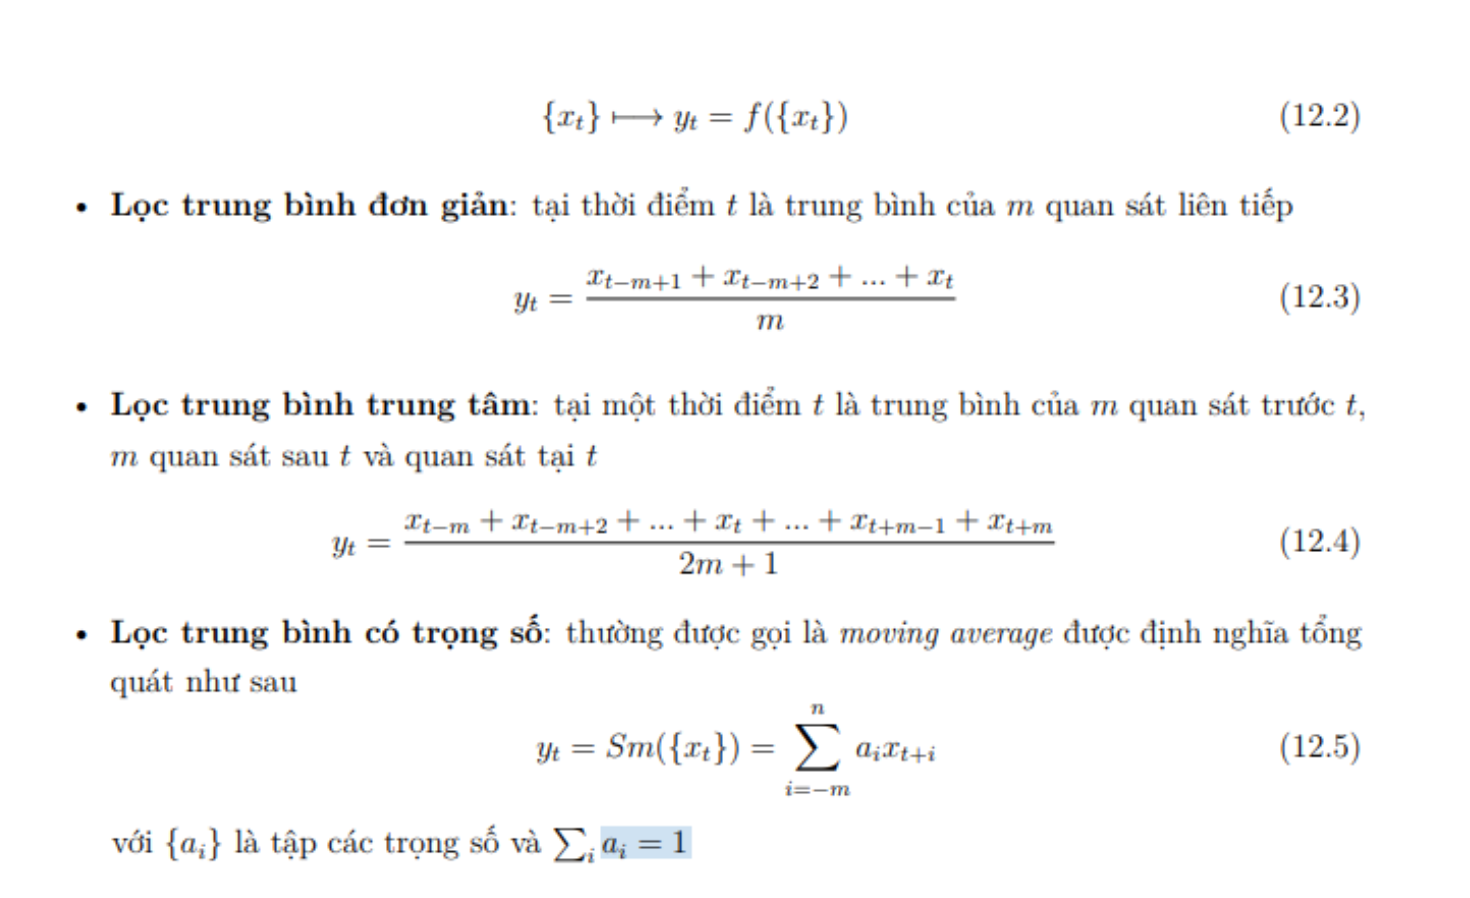 {x_t} ⟼ y_t = f({x_t}) (12.2)
• Lọc trung bình đơn giản: tại thời điểm t là trung bình của m quan sát liên tiếp
y_t = \frac{x_{t-m+1} + x_{t-m+2} + ... + x_t}{m} (12.3)
• Lọc trung bình trung tâm: tại một thời điểm t là trung bình của m quan sát trước t,
m quan sát sau t và quan sát tại t
y_t = \frac{x_{t-m} + x_{t-m+2} + ... + x_t + ... + x_{t+m-1} + x_{t+m}}{2m + 1} (12.4)
• Lọc trung bình có trọng số: thường được gọi là moving average được định nghĩa tổng
quát như sau
y_t = Sm({x_t}) = \sum_{i=-m}^{n} a_i x_{t+i} (12.5)
với {a_i} là tập các trọng số và \sum_i a_i = 1